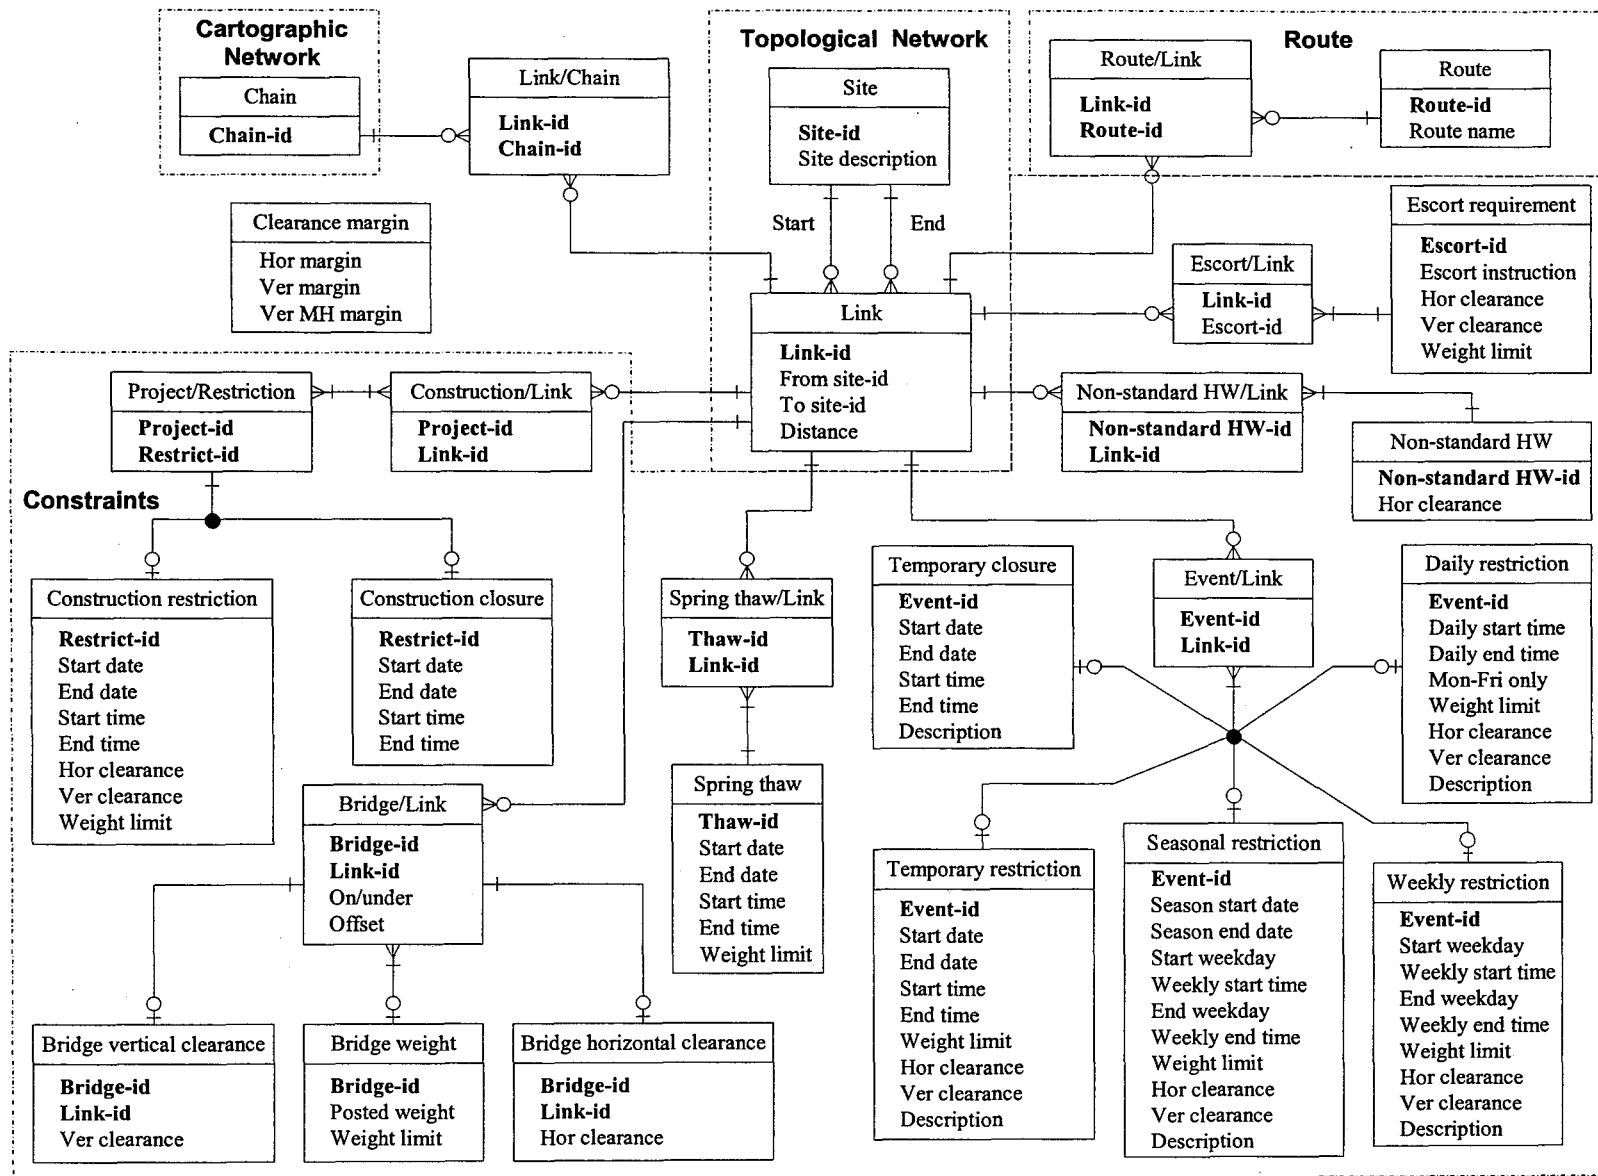 Cartographic
Network
Chain
Chain-id
Link/Chain
Link-id
Chain-id
Topological Network
Site
Site-id
Site description
Start
End
Route
Route/Link
Link-id
Route-id
Route
Route-id
Route name
Clearance margin
Hor margin
Ver margin
Ver MH margin
Link
Link-id
From site-id
To site-id
Distance
Escort/Link
Link-id
Escort-id
Escort requirement
Escort-id
Escort instruction
Hor clearance
Ver clearance
Weight limit
Project/Restriction
Project-id
Restrict-id
Construction/Link
Project-id
Link-id
Non-standard HW/Link
Non-standard HW-id
Link-id
Non-standard HW
Non-standard HW-id
Hor clearance
Constraints
Construction restriction
Restrict-id
Start date
End date
Start time
End time
Hor clearance
Ver clearance
Weight limit
Construction closure
Restrict-id
Start date
End date
Start time
End time
Spring thaw/Link
Thaw-id
Link-id
Temporary closure
Event-id
Start date
End date
Start time
End time
Description
Event/Link
Event-id
Link-id
Daily restriction
Event-id
Daily start time
Daily end time
Mon-Fri only
Weight limit
Hor clearance
Ver clearance
Description
Bridge/Link
Bridge-id
Link-id
On/under
Offset
Spring thaw
Thaw-id
Start date
End date
Start time
End time
Weight limit
Temporary restriction
Event-id
Start date
End date
Start time
End time
Weight limit
Hor clearance
Ver clearance
Description
Seasonal restriction
Event-id
Season start date
Season end date
Start weekday
Weekly start time
End weekday
Weekly end time
Weight limit
Hor clearance
Ver clearance
Description
Weekly restriction
Event-id
Start weekday
Weekly start time
End weekday
Weekly end time
Weight limit
Hor clearance
Ver clearance
Description
Bridge vertical clearance
Bridge-id
Link-id
Ver clearance
Bridge weight
Bridge-id
Posted weight
Weight limit
Bridge horizontal clearance
Bridge-id
Link-id
Hor clearance